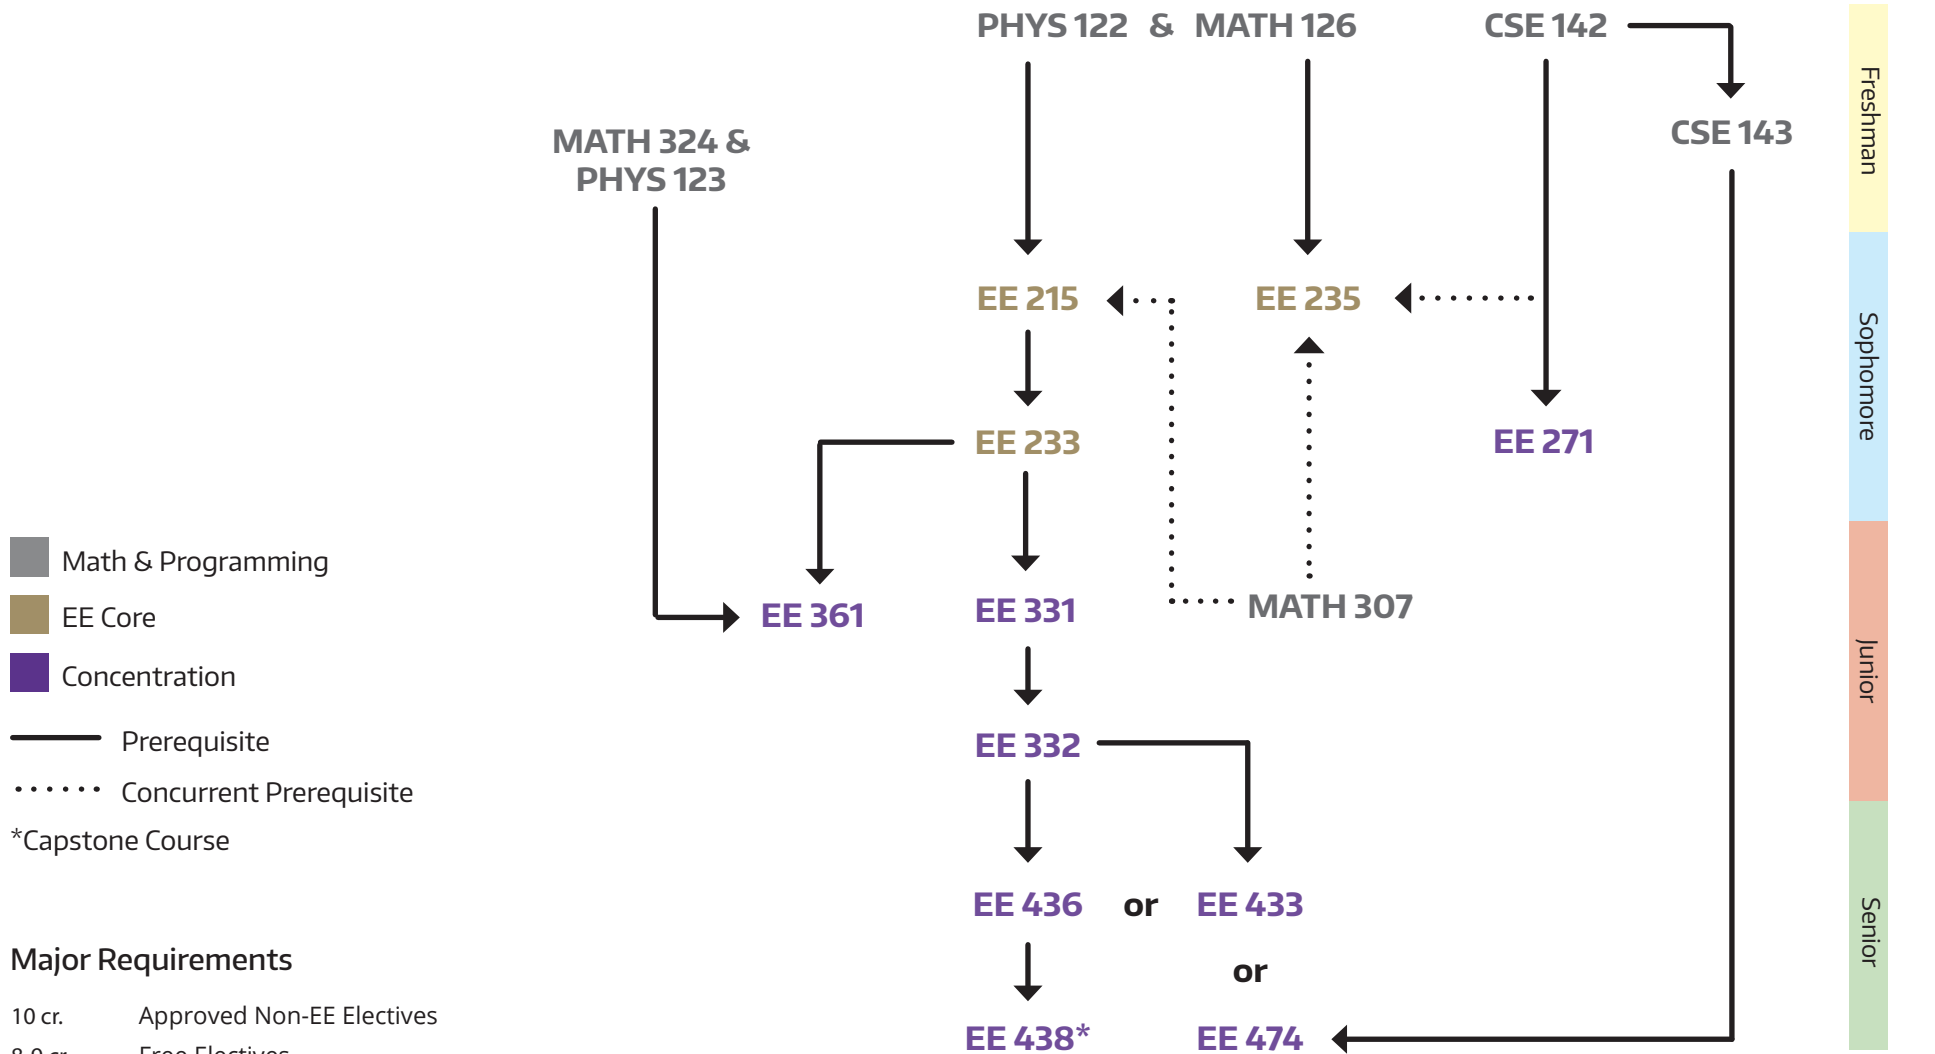 PHYS 122 & MATH 126
CSE 142
CSE 143
MATH 324 &
PHYS 123
EE 215
EE 235
EE 233
EE 271
EE 361
EE 331
MATH 307
EE 332
EE 436 or EE 433
or
EE 438*
EE 474
Freshman
Sophomore
Junior
Senior
Math & Programming
EE Core
Concentration
Prerequisite
Concurrent Prerequisite
*Capstone Course
Major Requirements
10 cr. Approved Non-EE Electives
Free Electives